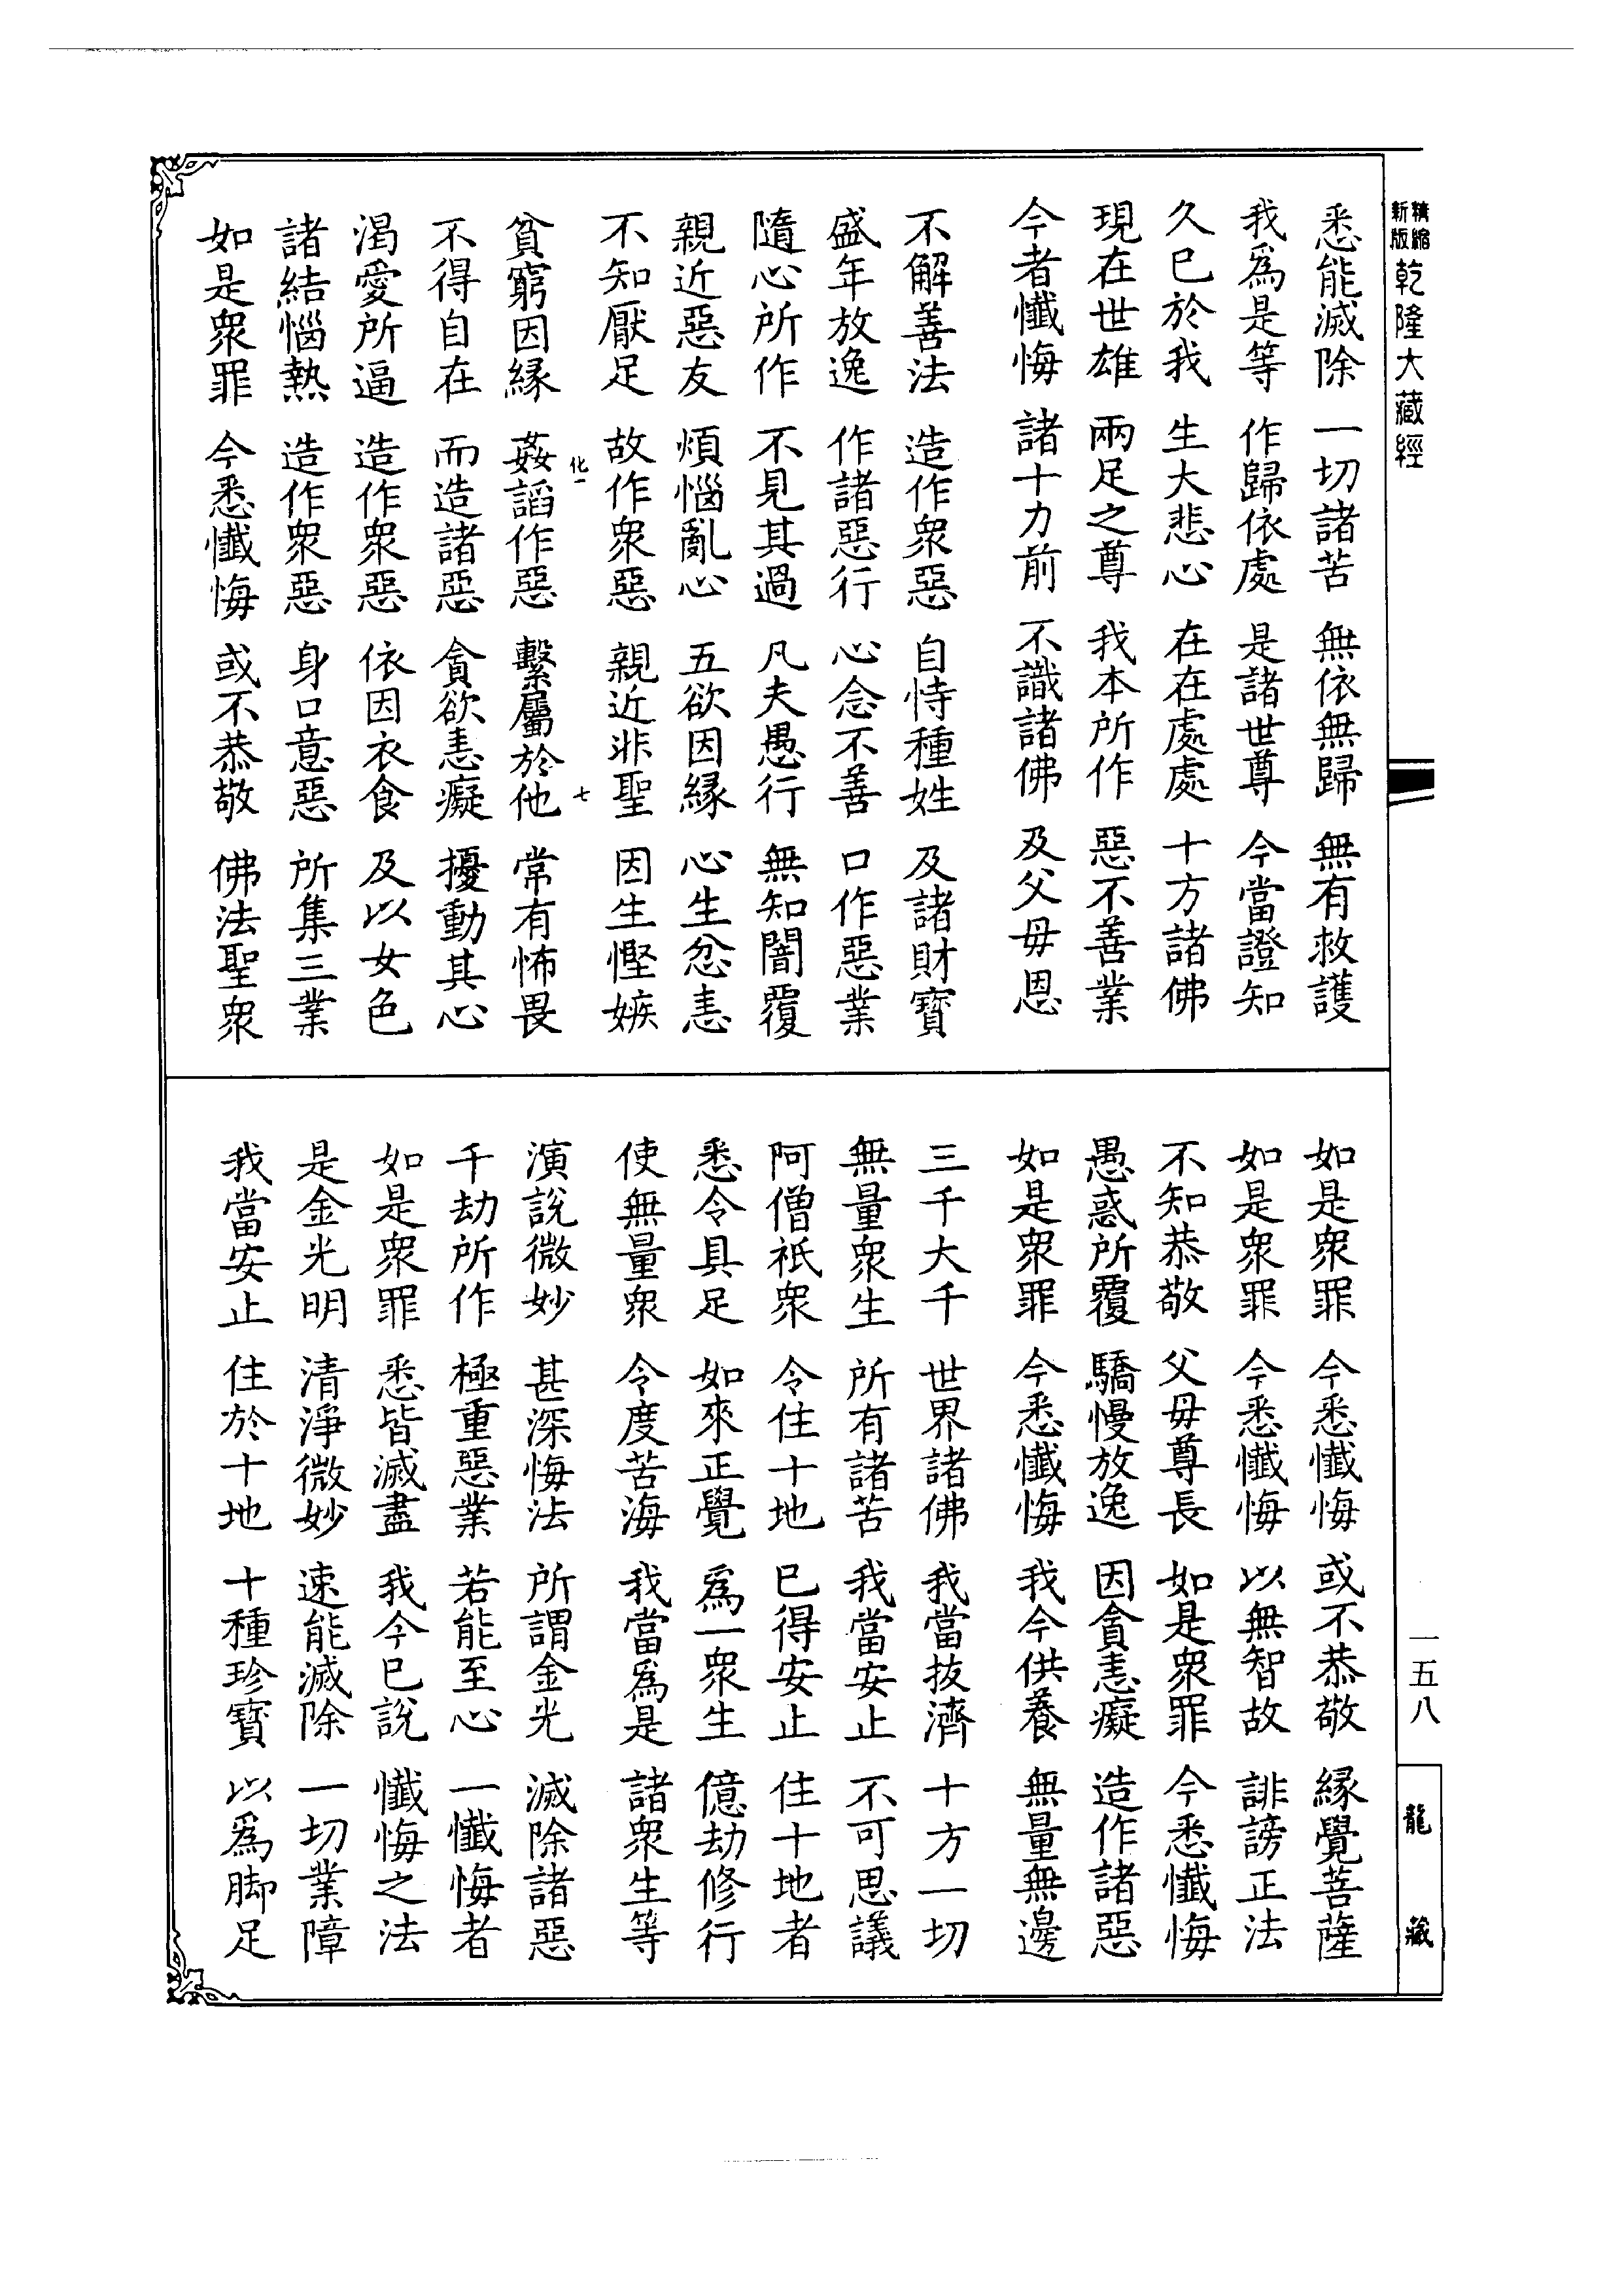 精縮新版 乾隆大藏經
悉能滅除 一切諸苦 無依無歸 無有救護
我爲是等 作歸依處 是諸世尊 今當證知
久已於我 生大悲心 在在處處 十方諸佛
現在世雄 兩足之尊 我本所作 惡不善業
今者懺悔 諸十力前 不識諸佛 及父母恩
不解善法 造作衆惡 自恃種姓 及諸財寶
盛年放逸 作諸惡行 心念不善 口作惡業
隨心所作 不見其過 凡夫愚行 無知闇覆
親近惡友 煩惱亂心 五欲因緣 心生忿恚
不知厭足 故作衆惡 親近非聖 因生慳嫉
化一 七
貧窮因緣 姦謟作惡 繫屬於他 常有怖畏
不得自在 而造諸惡 貪欲恚癡 擾動其心
渴愛所逼 造作衆惡 依因衣食 及以女色
諸結惱熱 造作衆惡 身口意惡 所集三業
如是衆罪 今悉懺悔 或不恭敬 佛法聖衆
如是衆罪 今悉懺悔 或不恭敬 緣覺菩薩
如是衆罪 今悉懺悔 以無智故 誹謗正法
不知恭敬 父母尊長 如是衆罪 今悉懺悔
愚惑所覆 驕慢放逸 因貪恚癡 造作諸惡
如是衆罪 今悉懺悔 我今供養 無量無邊
三千大千 世界諸佛 我當拔濟 十方一切
無量衆生 所有諸苦 我當安止 不可思議
阿僧祇衆 令住十地 已得安止 住十地者
悉令具足 如來正覺 爲一衆生 億劫修行
使無量衆 令度苦海 我當爲是 諸衆生等
演說微妙 甚深悔法 所謂金光 滅除諸惡
千劫所作 極重惡業 若能至心 一懺悔者
如是衆罪 悉皆滅盡 我今已說 懺悔之法
是金光明 清淨微妙 速能滅除 一切業障
我當安止 住於十地 十種珍寶 以爲脚足
一五八
龍藏